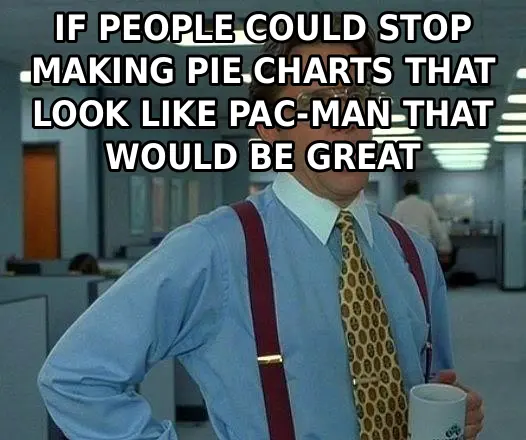 IF PEOPLE COULD STOP
MAKING PIE CHARTS THAT
LOOK LIKE PAC-MAN THAT
WOULD BE GREAT